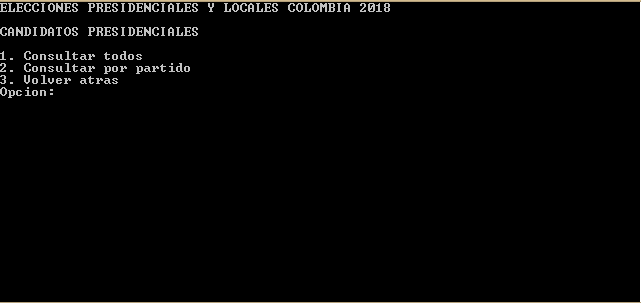 ELECCIONES PRESIDENCIALES Y LOCALES COLOMBIA 2018
CANDIDATOS PRESIDENCIALES
1. Consultar todos
2. Consultar por partido
3. Volver atras
Opcion: